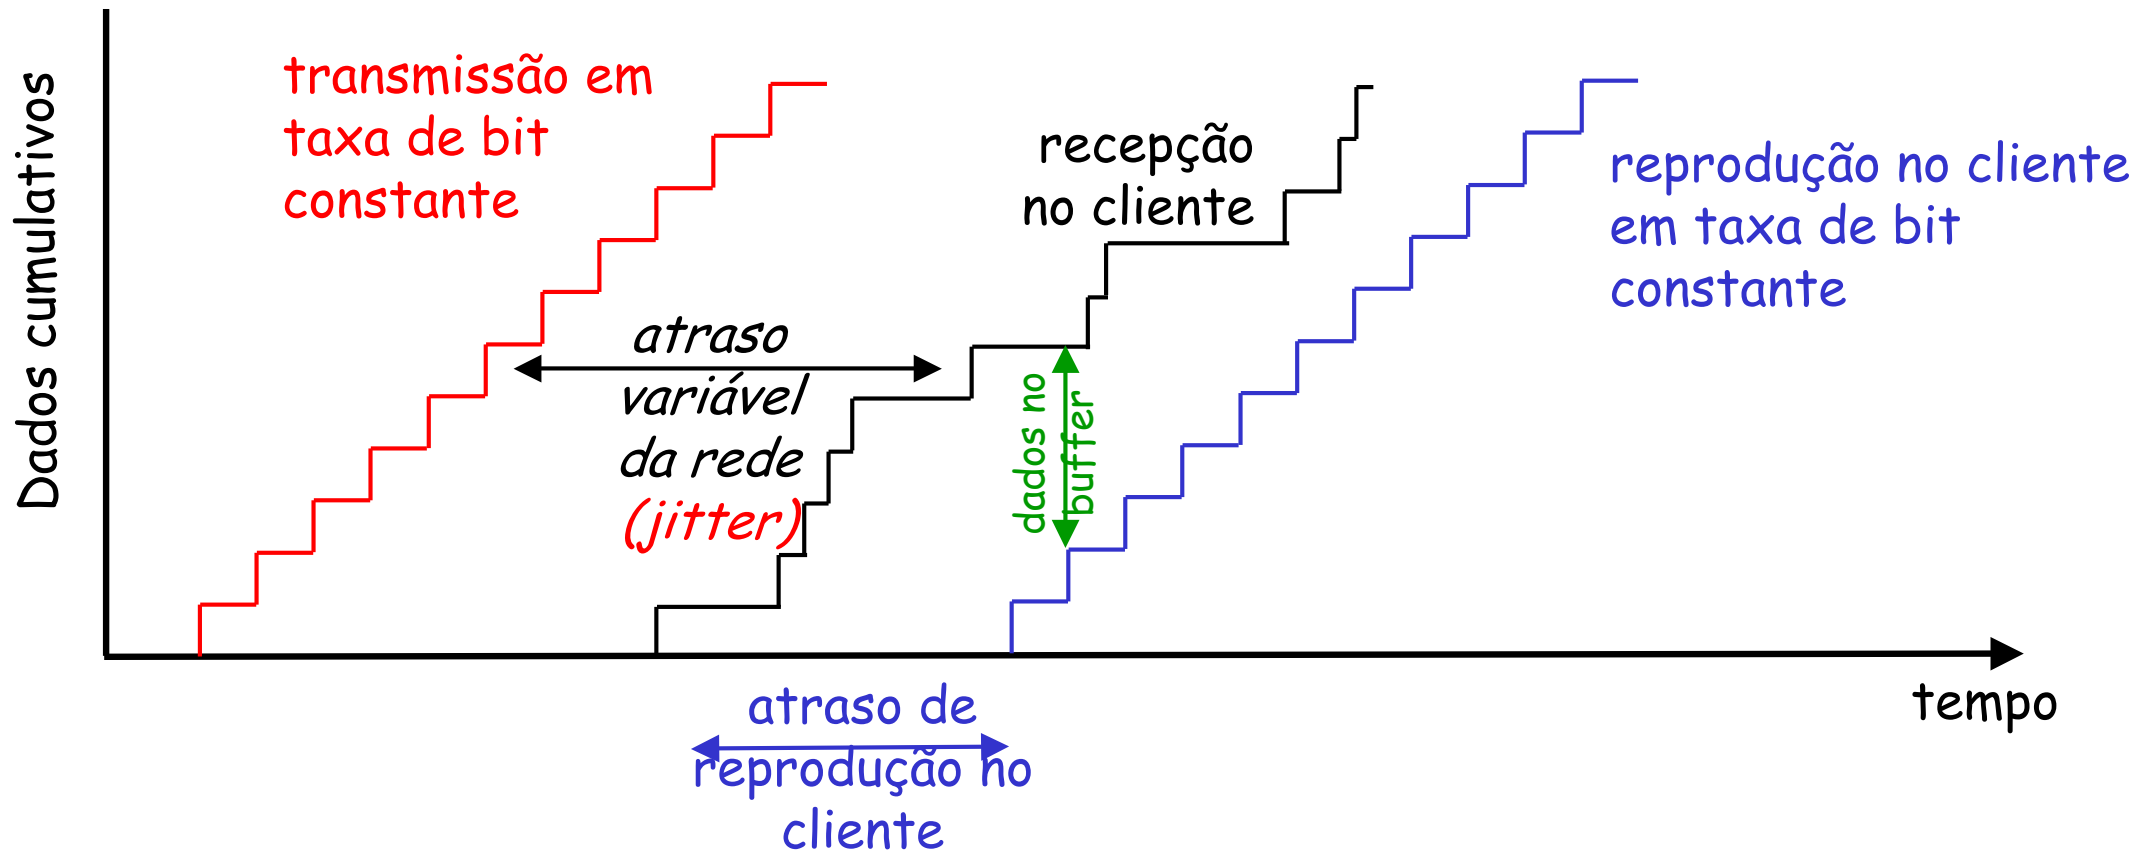 Dados cumulativos
transmissão em
taxa de bit
constante
atraso
variável
da rede
(jitter)
recepção
no cliente
dados no
buffer
reprodução no cliente
em taxa de bit
constante
tempo
atraso de
reprodução no
cliente